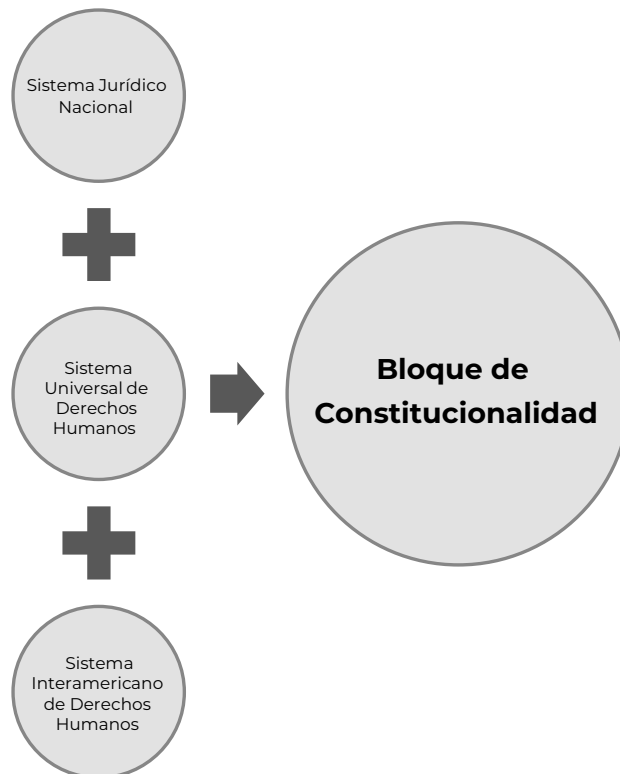 Sistema Jurídico
Nacional
Sistema
Universal de
Derechos
Humanos
Bloque de
Constitucionalidad
Sistema
Interamericano
de Derechos
Humanos